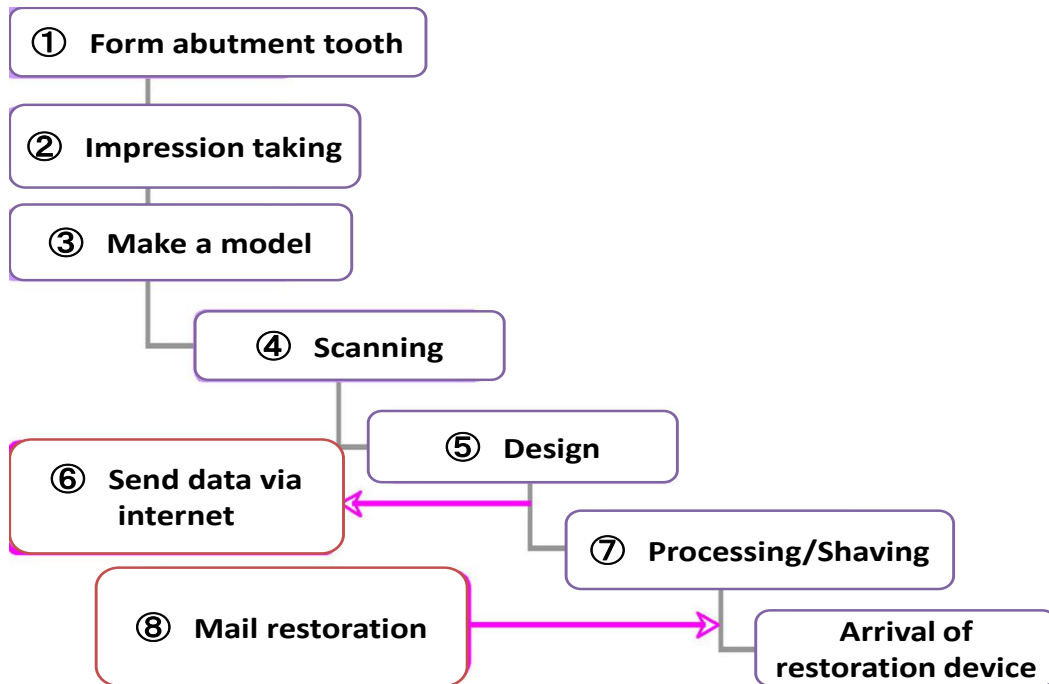 ① Form abutment tooth
② Impression taking
③ Make a model
④ Scanning
⑤ Design
⑥ Send data via
internet
⑦ Processing/Shaving
⑧ Mail restoration
Arrival of
restoration device